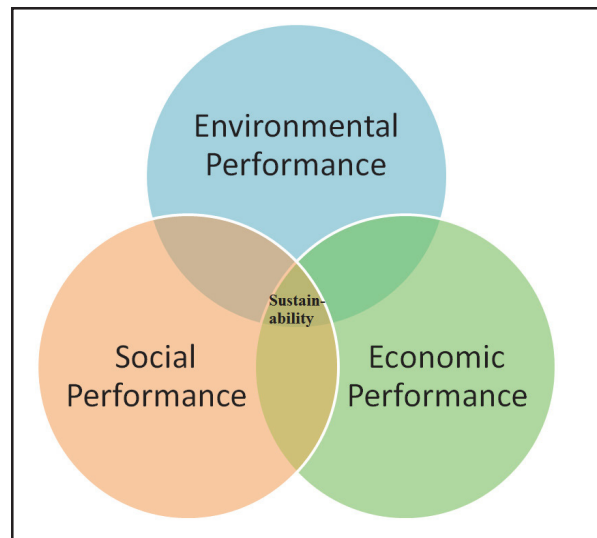 Environmental
Performance
Sustain-
ability
Social
Performance
Economic
Performance